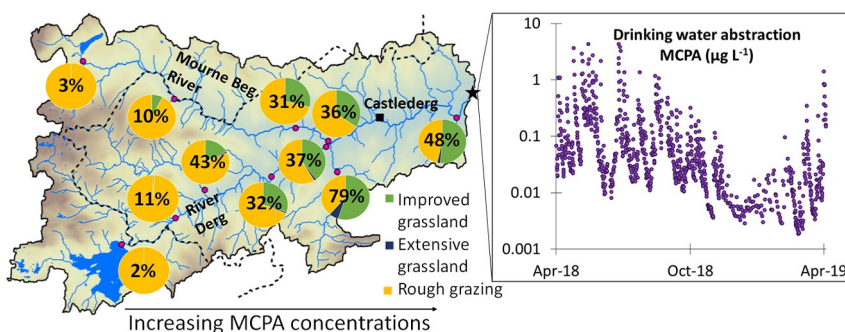 3%
10%
Mourne Beg
River
31%
36%
Castlederg
43%
37%
48%
11%
River
Derg
32%
79%
2%
Improved
grassland
Extensive
grassland
Rough grazing
Increasing MCPA concentrations
Drinking water abstraction
MCPA (µg L⁻¹)
10
1
0.1
0.01
0.001
Apr-18
Oct-18
Apr-19